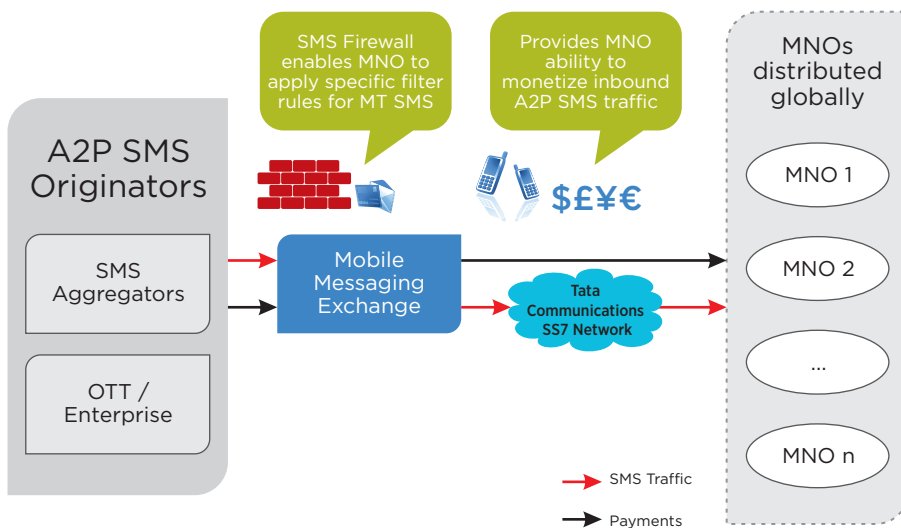 A2P SMS
Originators
SMS
Aggregators
OTT /
Enterprise
SMS Firewall
enables MNO to
apply specific filter
rules for MT SMS
Provides MNO
ability to
monetize inbound
A2P SMS traffic
$£¥€
Mobile
Messaging
Exchange
Tata
Communications
SS7 Network
MNOs
distributed
globally
MNO 1
MNO 2
...
MNO n
SMS Traffic
Payments